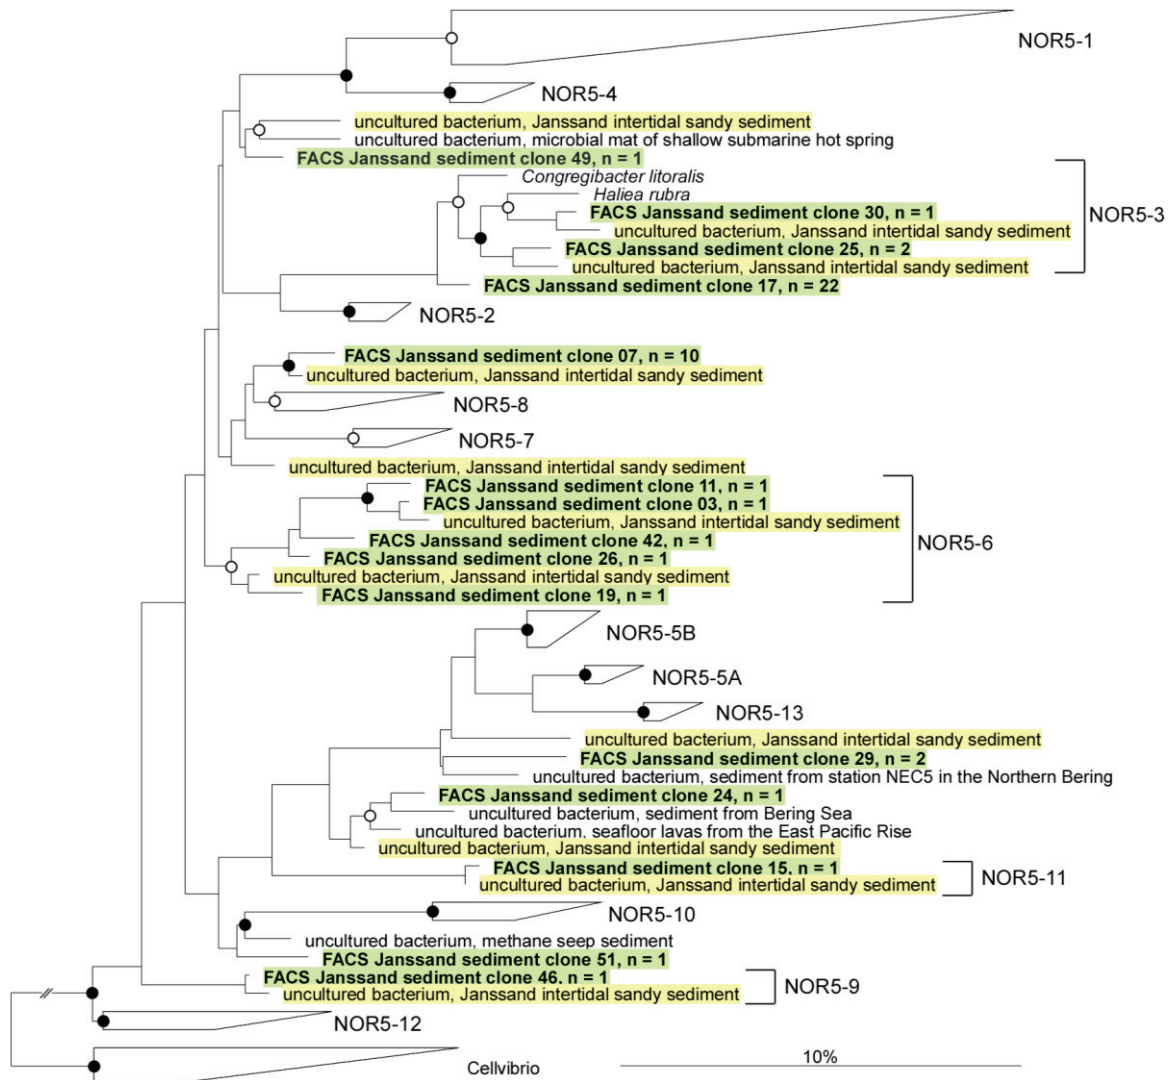 NOR5-1
NOR5-4
uncultured bacterium, Janssand intertidal sandy sediment
uncultured bacterium, microbial mat of shallow submarine hot spring
FACS Janssand sediment clone 49, n = 1
Congregibacter litoralis
Haliea rubra
FACS Janssand sediment clone 30, n = 1
NOR5-3
uncultured bacterium, Janssand intertidal sandy sediment
FACS Janssand sediment clone 25, n = 2
uncultured bacterium, Janssand intertidal sandy sediment
FACS Janssand sediment clone 17, n = 22
NOR5-2
FACS Janssand sediment clone 07, n = 10
uncultured bacterium, Janssand intertidal sandy sediment
NOR5-8
NOR5-7
uncultured bacterium, Janssand intertidal sandy sediment
FACS Janssand sediment clone 11, n = 1
FACS Janssand sediment clone 03, n = 1
uncultured bacterium, Janssand intertidal sandy sediment
NOR5-6
FACS Janssand sediment clone 42, n = 1
FACS Janssand sediment clone 26, n = 1
uncultured bacterium, Janssand intertidal sandy sediment
FACS Janssand sediment clone 19, n = 1
NOR5-5B
NOR5-5A
NOR5-13
uncultured bacterium, Janssand intertidal sandy sediment
FACS Janssand sediment clone 29, n = 2
uncultured bacterium, sediment from station NEC5 in the Northern Bering
FACS Janssand sediment clone 24, n = 1
uncultured bacterium, sediment from Bering Sea
uncultured bacterium, seafloor lavas from the East Pacific Rise
uncultured bacterium, Janssand intertidal sandy sediment
FACS Janssand sediment clone 15, n = 1
NOR5-11
uncultured bacterium, Janssand intertidal sandy sediment
NOR5-10
uncultured bacterium, methane seep sediment
FACS Janssand sediment clone 51, n = 1
FACS Janssand sediment clone 46, n = 1
NOR5-9
uncultured bacterium, Janssand intertidal sandy sediment
NOR5-12
10%
Cellvibrio